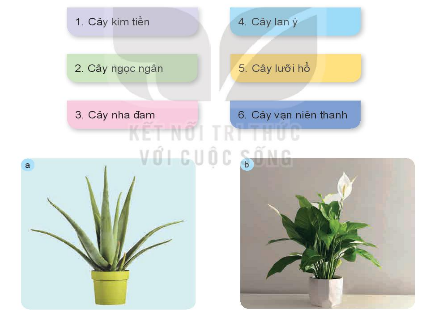 1. Cây kim tiền
4. Cây lan ý
2. Cây ngọc ngân
5. Cây lưỡi hổ
3. Cây nha đam
6. Cây vạn niên thanh
KẾT NỐI TRI THỨC
VỚI CUỘC SỐNG
a
b